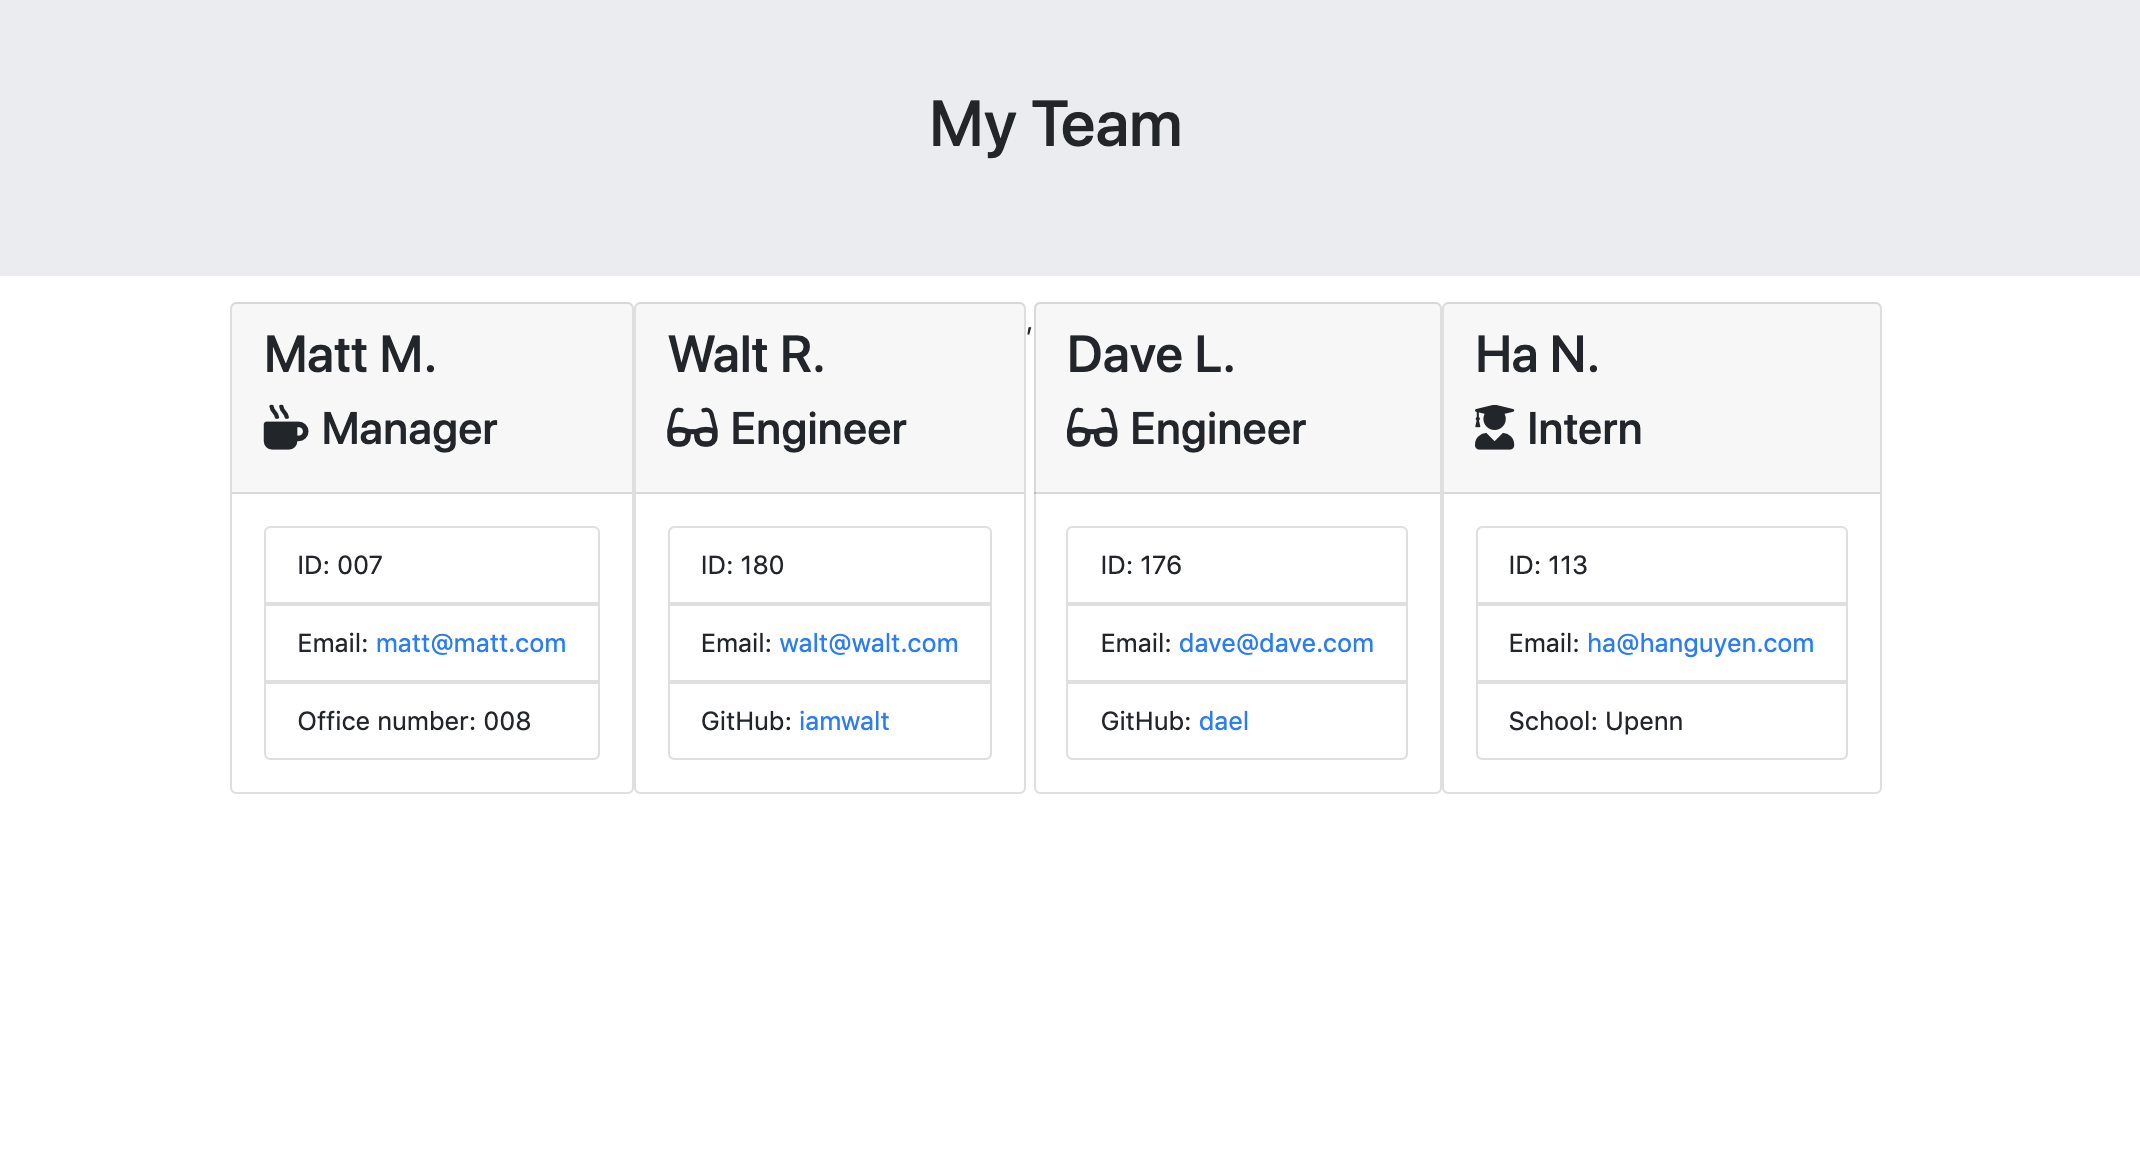 My Team
Matt M.
Manager
ID: 007
Email: matt@matt.com
Office number: 008
Walt R.
Engineer
ID: 180
Email: walt@walt.com
GitHub: iamwalt
,
Dave L.
Engineer
ID: 176
Email: dave@dave.com
GitHub: dael
Ha N.
Intern
ID: 113
Email: ha@hanguyen.com
School: Upenn